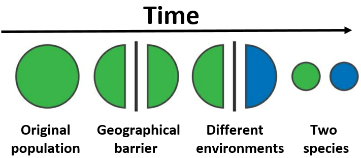 Time
Original
population
Geographical
barrier
Different
environments
Two
species